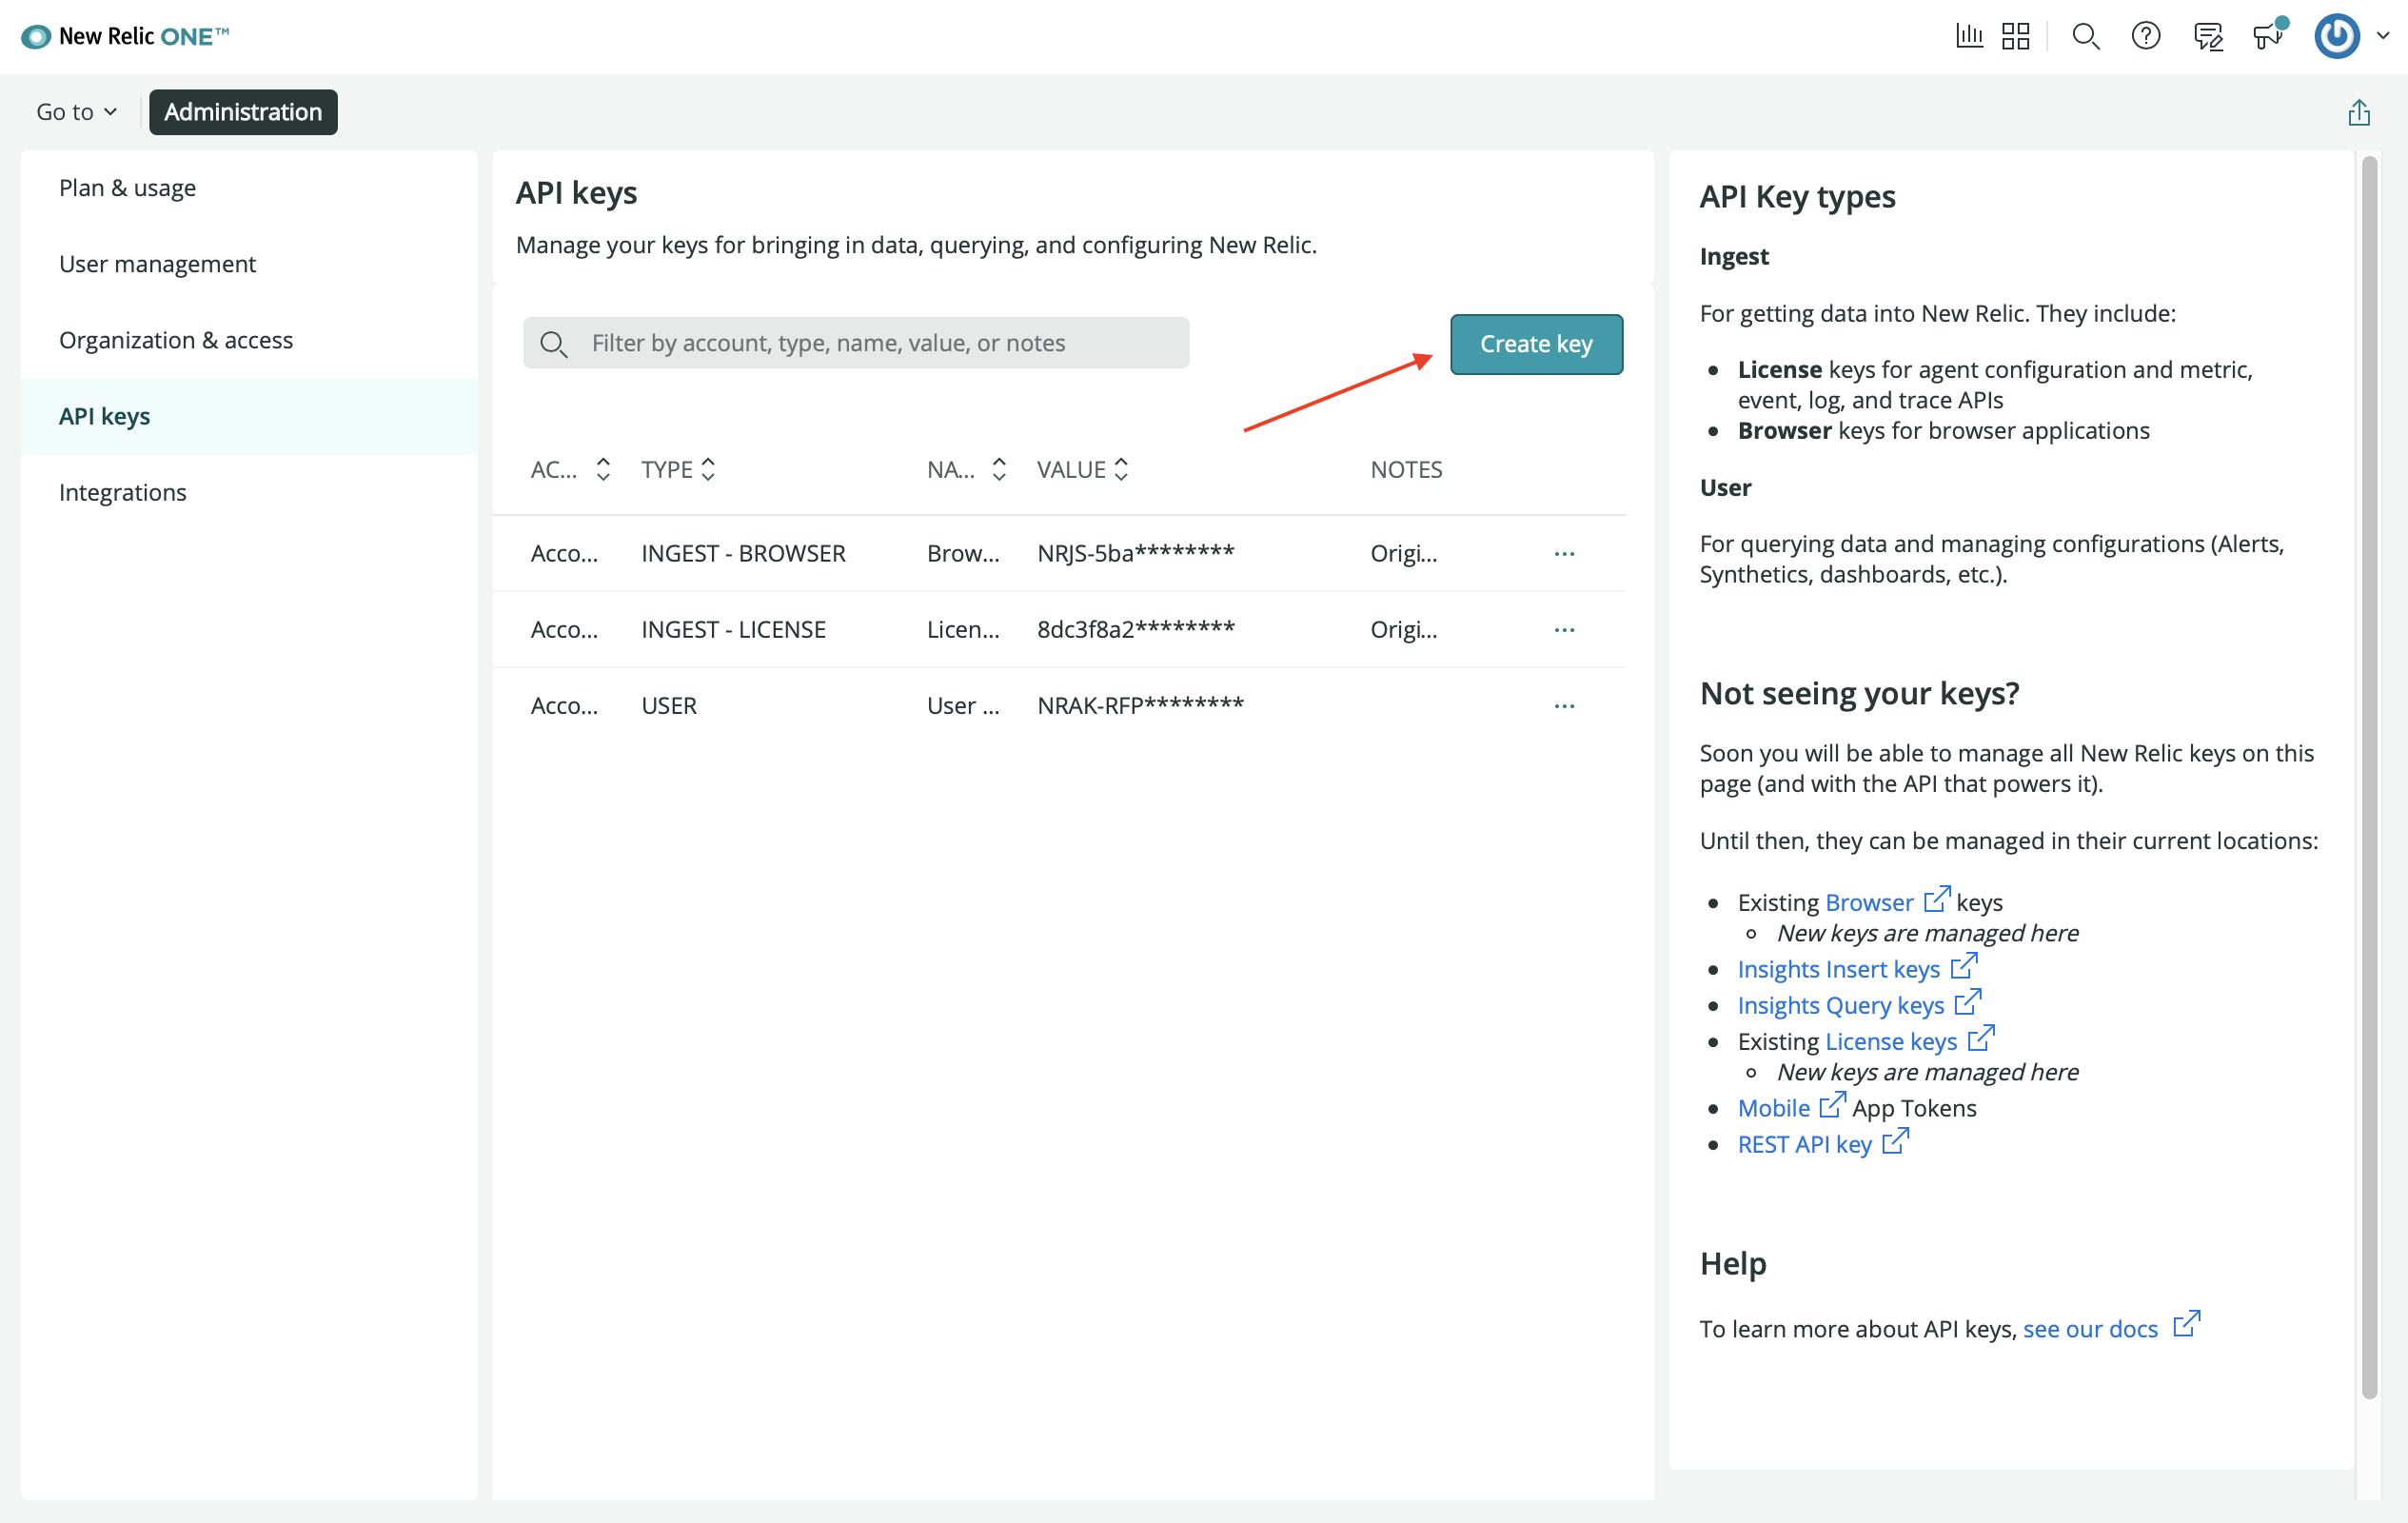 New Relic ONE™
Go to
Administration
Plan & usage
User management
Organization & access
API keys
Integrations
API keys
Manage your keys for bringing in data, querying, and configuring New Relic.
Filter by account, type, name, value, or notes
Create key
AC... TYPE NA... VALUE NOTES
Acco... INGEST - BROWSER Brow... NRJS-5ba******** Origi... ...
Acco... INGEST - LICENSE Licen... 8dc3f8a2******** Origi... ...
Acco... USER User ... NRAK-RFP******** ...
API Key types
Ingest
For getting data into New Relic. They include:
• License keys for agent configuration and metric,
event, log, and trace APIs
• Browser keys for browser applications
User
For querying data and managing configurations (Alerts,
Synthetics, dashboards, etc.).
Not seeing your keys?
Soon you will be able to manage all New Relic keys on this
page (and with the API that powers it).
Until then, they can be managed in their current locations:
• Existing Browser keys
◦ New keys are managed here
• Insights Insert keys
• Insights Query keys
• Existing License keys
◦ New keys are managed here
• Mobile App Tokens
• REST API key
Help
To learn more about API keys, see our docs